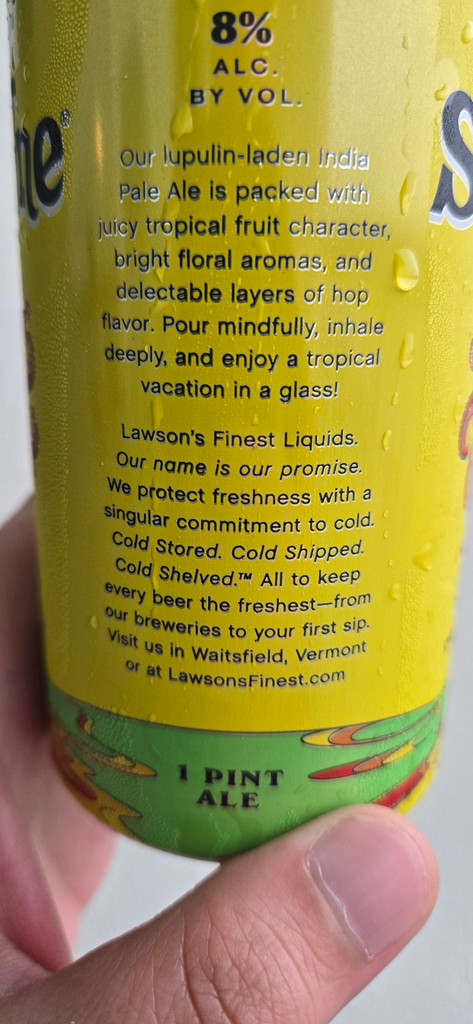 8%
ALC.
BY VOL.
ne®
S
Our lupulin-laden India
Pale Ale is packed with
juicy tropical fruit character,
bright floral aromas, and
delectable layers of hop
flavor. Pour mindfully, inhale
deeply, and enjoy a tropical
vacation in a glass!
Lawson's Finest Liquids.
Our name is our promise.
We protect freshness with a
singular commitment to cold.
Cold Stored. Cold Shipped.
Cold Shelved.™ All to keep
every beer the freshest—from
our breweries to your first sip.
Visit us in Waitsfield, Vermont
or at LawsonsFinest.com
1 PINT
ALE